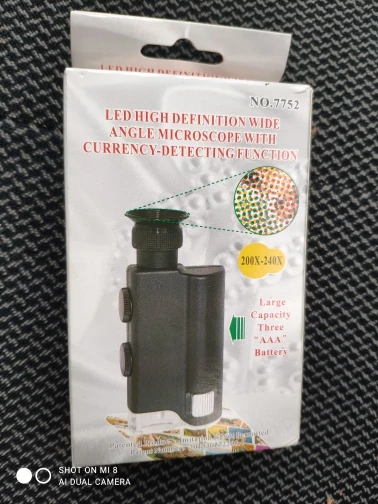 LED HIGH DEFINITION
NO.7752
LED HIGH DEFINITION WIDE
ANGLE MICROSCOPE WITH
CURRENCY-DETECTING FUNCTION
200X-240X
Large
Capacity
Three
"AAA"
Battery
SHOT ON MI 8
AI DUAL CAMERA